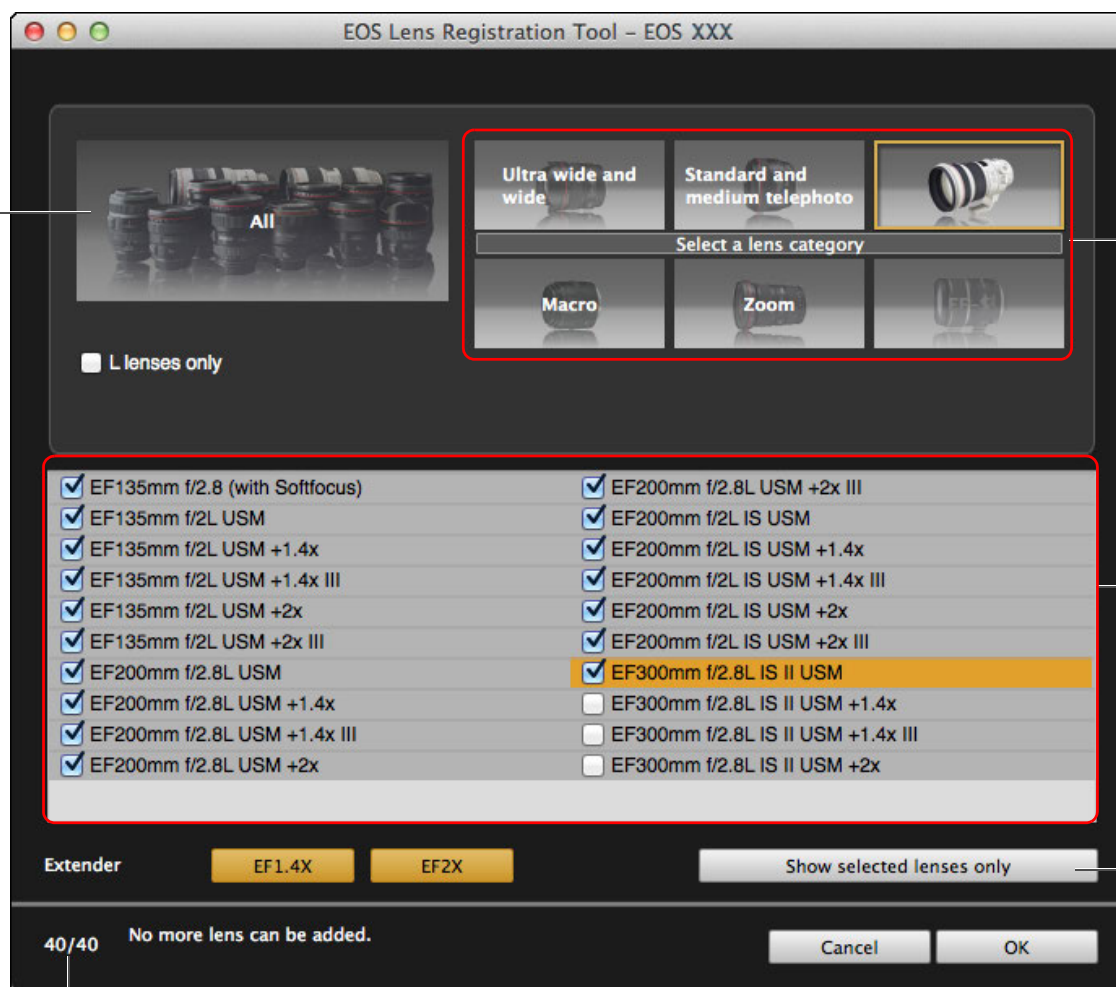 EOS Lens Registration Tool – EOS XXX
All
Ultra wide and
wide
Standard and
medium telephoto
Select a lens category
Macro
Zoom
L lenses only
EF135mm f/2.8 (with Softfocus)
EF135mm f/2L USM
EF135mm f/2L USM +1.4x
EF135mm f/2L USM +1.4x III
EF135mm f/2L USM +2x
EF135mm f/2L USM +2x III
EF200mm f/2.8L USM
EF200mm f/2.8L USM +1.4x
EF200mm f/2.8L USM +1.4x III
EF200mm f/2.8L USM +2x
EF200mm f/2.8L USM +2x III
EF200mm f/2L IS USM
EF200mm f/2L IS USM +1.4x
EF200mm f/2L IS USM +1.4x III
EF200mm f/2L IS USM +2x
EF200mm f/2L IS USM +2x III
EF300mm f/2.8L IS II USM
EF300mm f/2.8L IS II USM +1.4x
EF300mm f/2.8L IS II USM +1.4x III
EF300mm f/2.8L IS II USM +2x
Extender
EF1.4X
EF2X
Show selected lenses only
40/40
No more lens can be added.
Cancel
OK